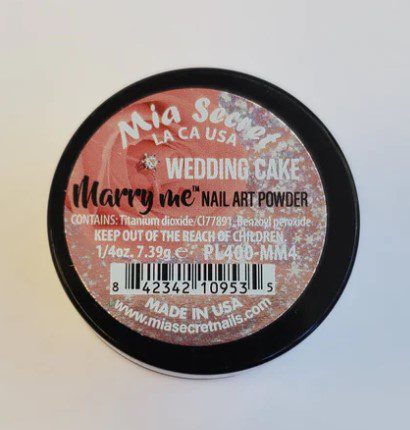 Mia Secret
LA CA USA
WEDDING CAKE
Marry me™ NAIL ART POWDER
CONTAINS: Titanium dioxide/CI77891, Benzoyl peroxide
KEEP OUT OF THE REACH OF CHILDREN.
1/4oz. 7.39g ℮ PL400-MM4
8 42342 10953 5
MADE IN USA
www.miasecretnails.com